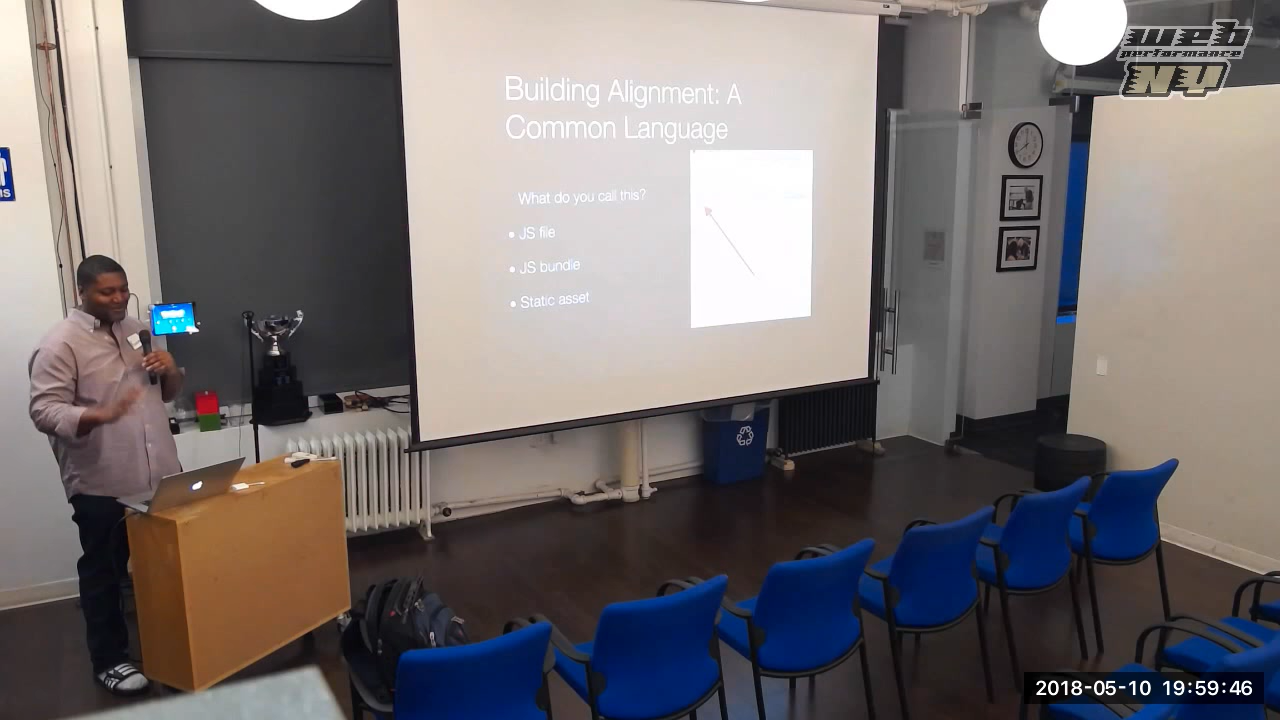 web
performance
NY
Building Alignment: A
Common Language
What do you call this?
• JS file
• JS bundle
• Static asset
2018-05-10 19:59:46